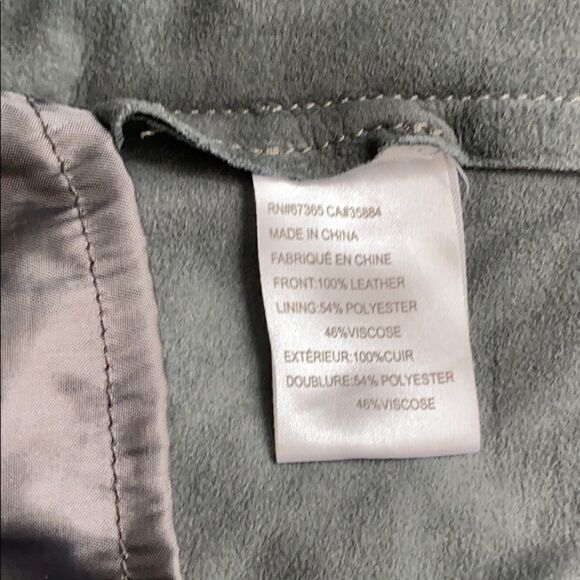 RN#67365 CA#35884
MADE IN CHINA
FABRIQUÉ EN CHINE
FRONT:100% LEATHER
LINING:54% POLYESTER
46%VISCOSE
EXTÉRIEUR:100%CUIR
DOUBLURE:54% POLYESTER
46%VISCOSE